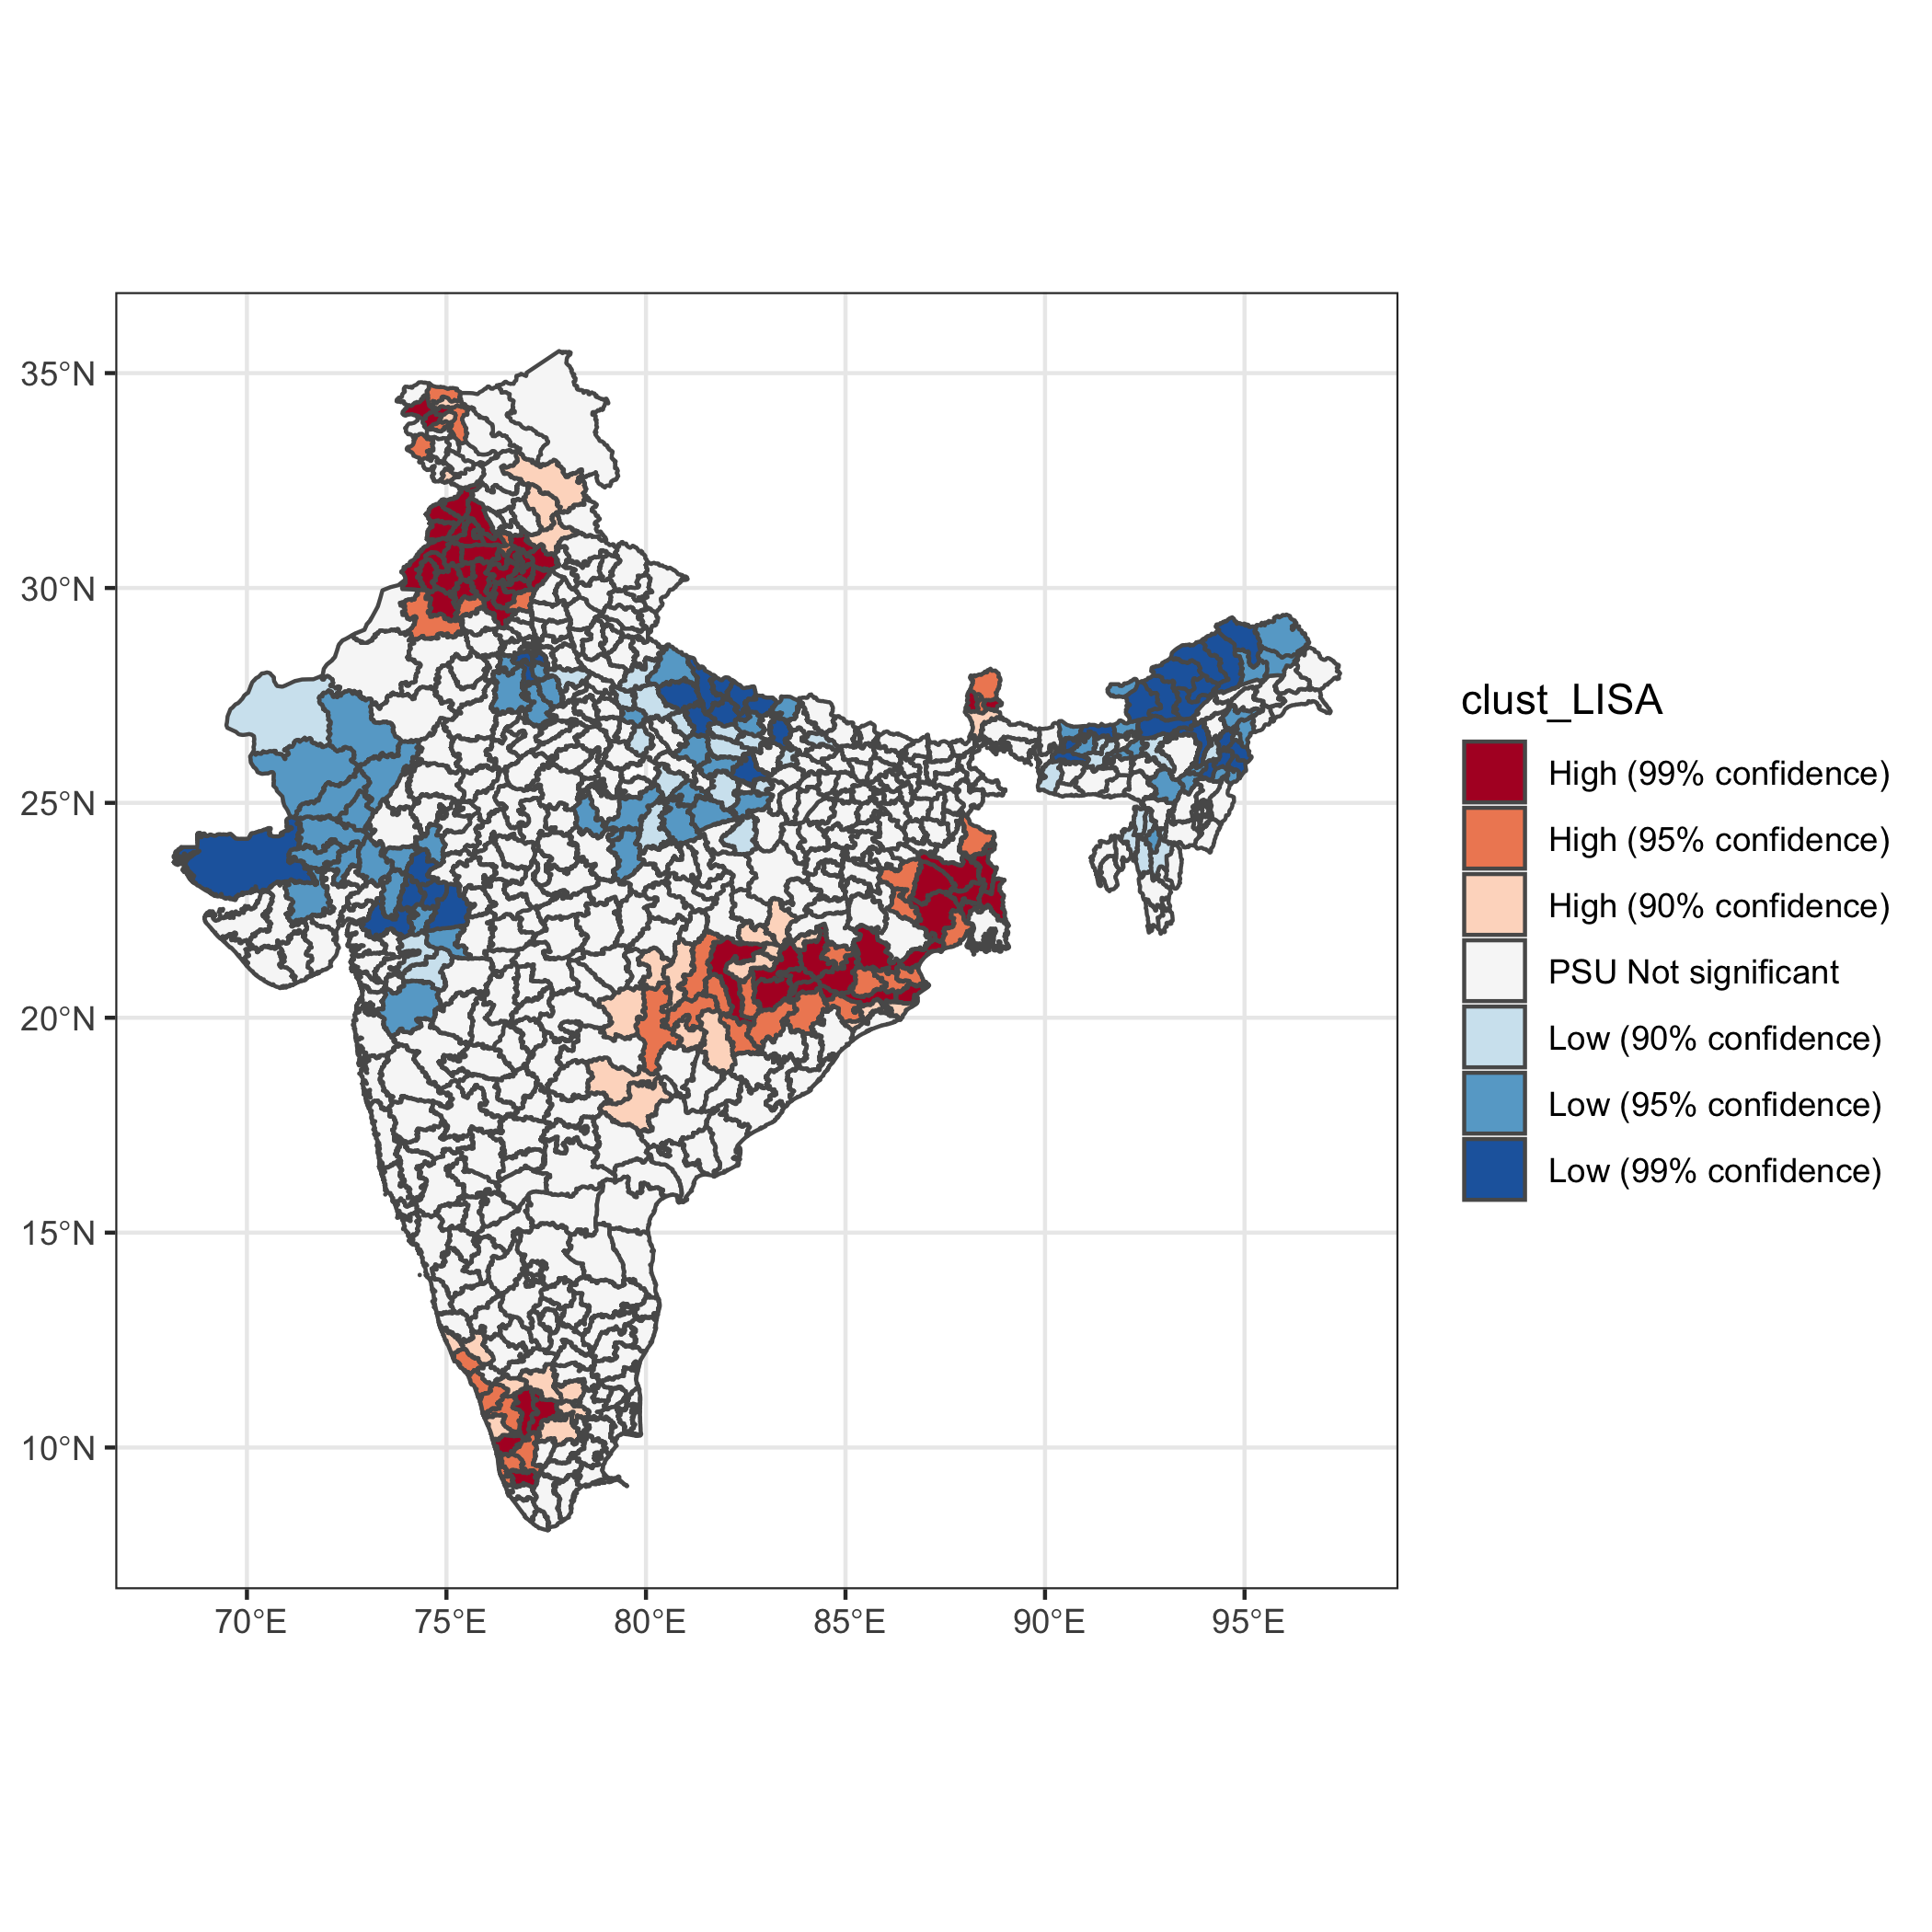 35°N
30°N
25°N
20°N
15°N
10°N
70°E
75°E
80°E
85°E
90°E
95°E
clust_LISA
High (99% confidence)
High (95% confidence)
High (90% confidence)
PSU Not significant
Low (90% confidence)
Low (95% confidence)
Low (99% confidence)